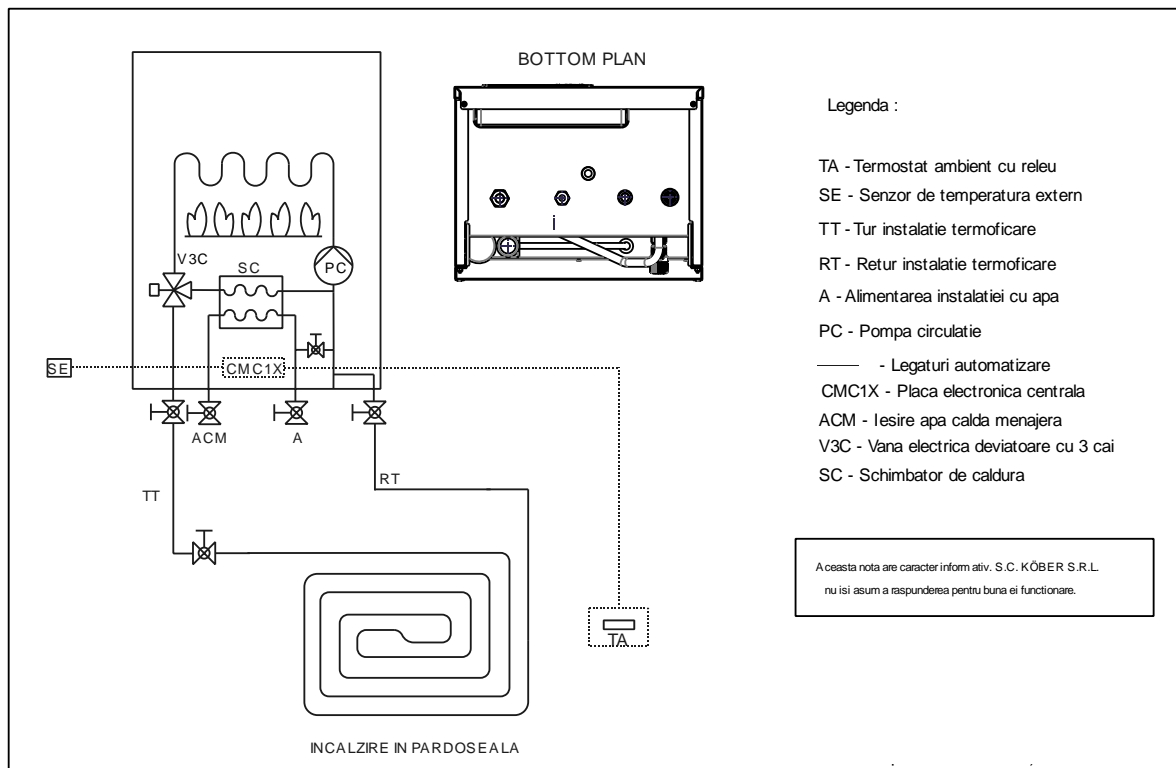 BOTTOM PLAN
V3C
SC
PC
SE
CMC1X
ACM
A
TT
RT
TA
INCALZIRE IN PARDOSEALA
i
Legenda :
TA - Termostat ambient cu releu
SE - Senzor de temperatura extern
TT - Tur instalatie termoficare
RT - Retur instalatie termoficare
A - Alimentarea instalatiei cu apa
PC - Pompa circulatie
- Legaturi automatizare
CMC1X - Placa electronica centrala
ACM - Iesire apa calda menajera
V3C - Vana electrica deviatoare cu 3 cai
SC - Schimbator de caldura
Aceasta nota are caracter informativ. S.C. KÖBER S.R.L.
nu isi asuma raspunderea pentru buna ei functionare.